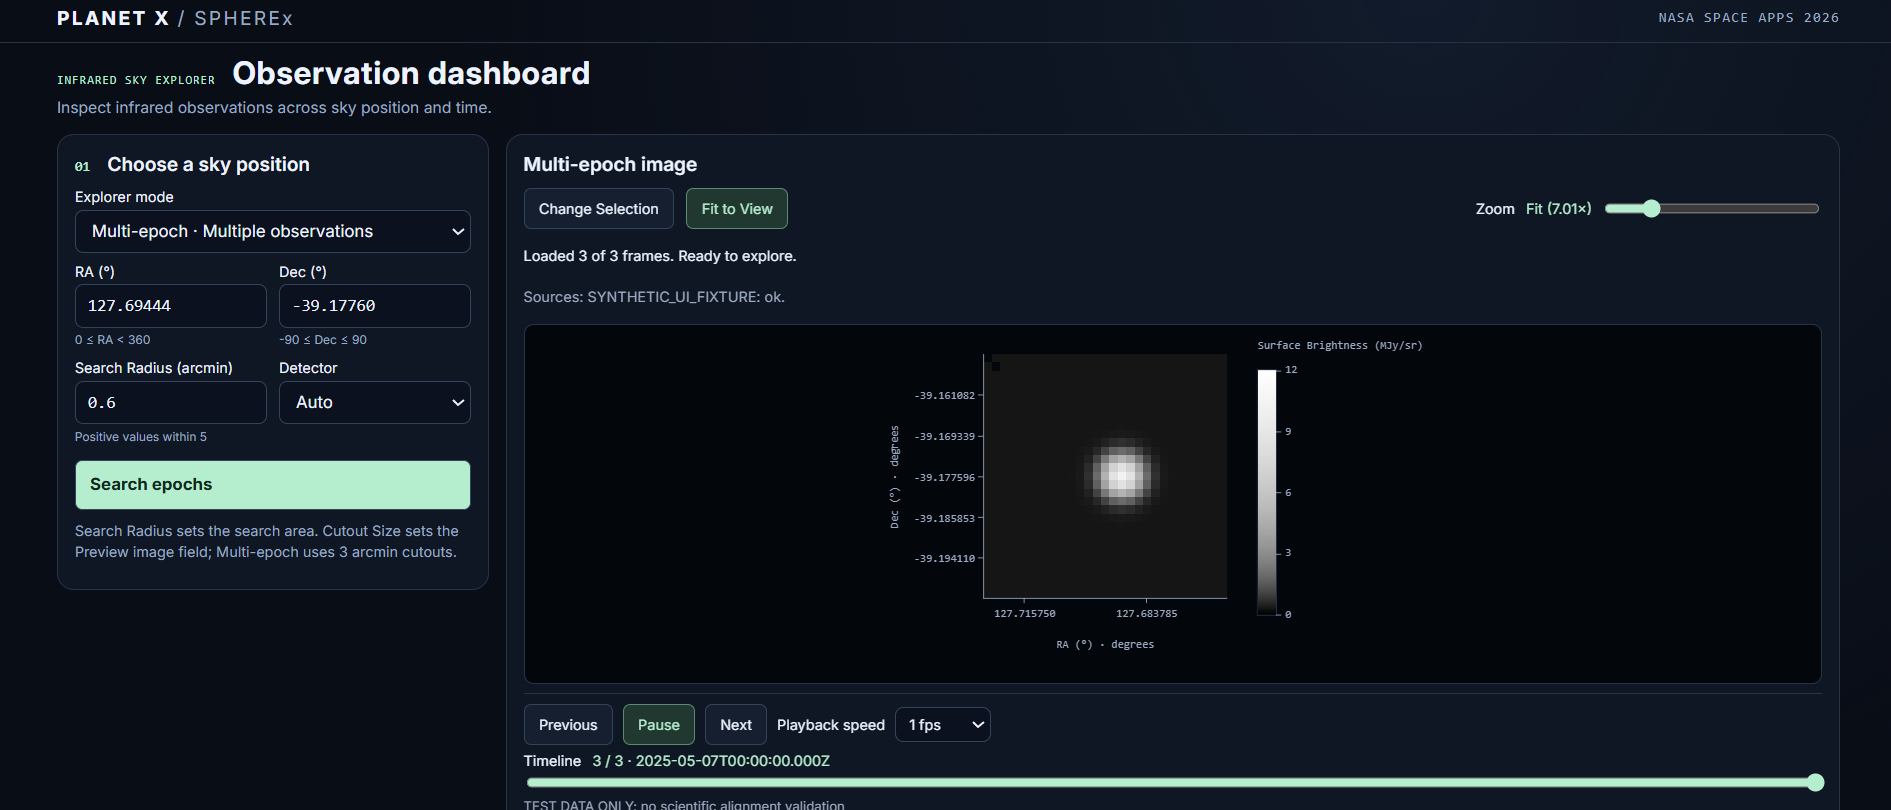 PLANET X / SPHEREx
NASA SPACE APPS 2026
INFRARED SKY EXPLORER Observation dashboard
Inspect infrared observations across sky position and time.
01 Choose a sky position
Explorer mode
Multi-epoch · Multiple observations
RA (°) Dec (°)
127.69444 -39.17760
0 ≤ RA < 360 -90 ≤ Dec ≤ 90
Search Radius (arcmin) Detector
0.6 Auto
Positive values within 5
Search epochs
Search Radius sets the search area. Cutout Size sets the
Preview image field; Multi-epoch uses 3 arcmin cutouts.
Multi-epoch image
Change Selection Fit to View Zoom Fit (7.01×)
Loaded 3 of 3 frames. Ready to explore.
Sources: SYNTHETIC_UI_FIXTURE: ok.
Surface Brightness (MJy/sr)
12
9
6
3
0
Dec (°) · degrees
-39.161082
-39.169339
-39.177596
-39.185853
-39.194110
127.715750 127.683785
RA (°) · degrees
Previous Pause Next Playback speed 1 fps
Timeline 3 / 3 · 2025-05-07T00:00:00.000Z
TEST DATA ONLY: no scientific alignment validation